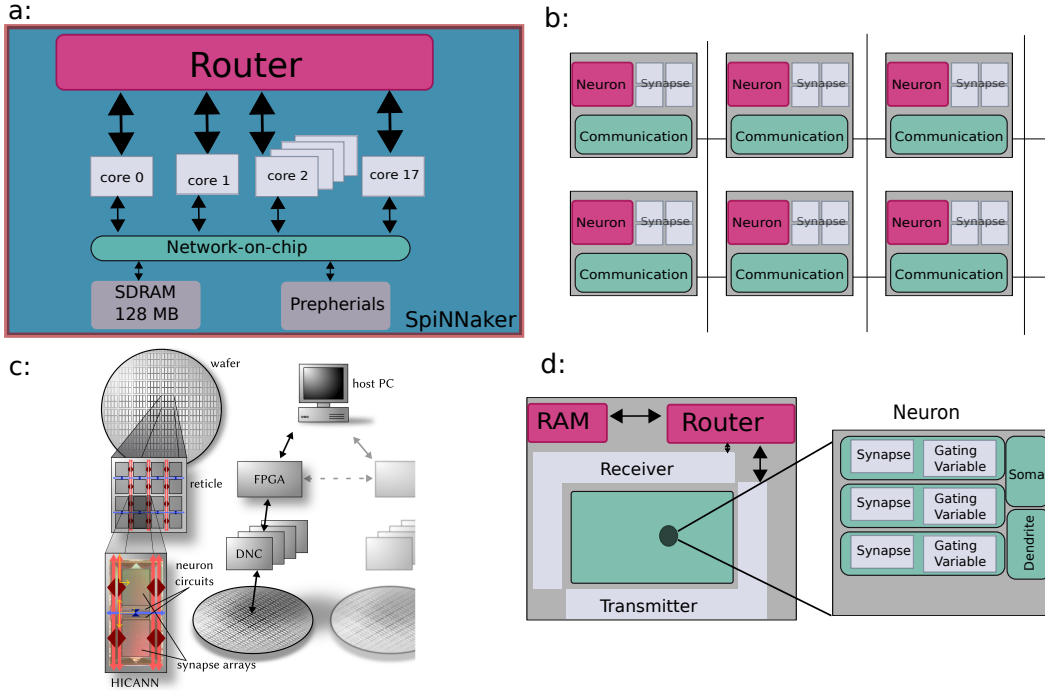 a:
Router
core 0
core 1
core 2
core 17
Network-on-chip
SDRAM
128 MB
Prepherials
SpiNNaker
b:
Neuron
Synapse
Communication
Neuron
Synapse
Communication
Neuron
Synapse
Communication
Neuron
Synapse
Communication
Neuron
Synapse
Communication
Neuron
Synapse
Communication
c:
wafer
host PC
reticle
FPGA
DNC
neuron
circuits
synapse arrays
HICANN
d:
RAM
Router
Receiver
Transmitter
Neuron
Synapse
Gating
Variable
Synapse
Gating
Variable
Synapse
Gating
Variable
Soma
Dendrite